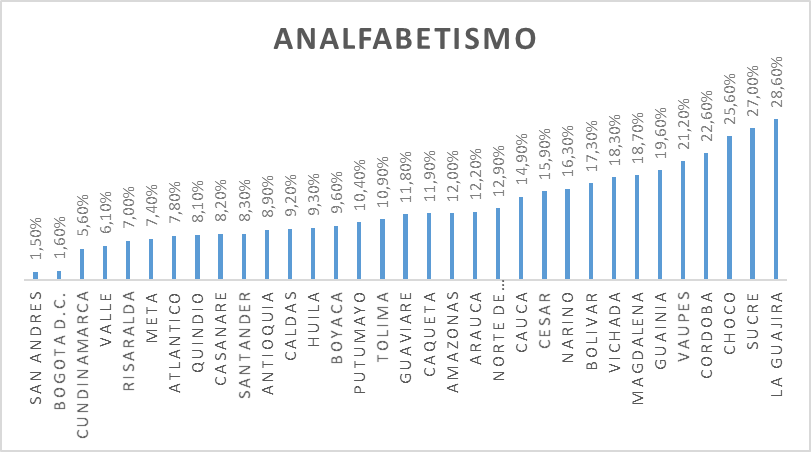 ANALFABETISMO
1,50%
1,60%
5,60%
6,10%
7,00%
7,40%
7,80%
8,10%
8,20%
8,30%
8,90%
9,20%
9,30%
9,60%
10,40%
10,90%
11,80%
11,90%
12,00%
12,20%
12,90%
14,90%
15,90%
16,30%
17,30%
18,30%
18,70%
19,60%
21,20%
22,60%
25,60%
27,00%
28,60%
SAN ANDRES
BOGOTA D.C.
CUNDINAMARCA
VALLE
RISARALDA
META
ATLANTICO
QUINDIO
CASANARE
SANTANDER
ANTIOQUIA
CALDAS
HUILA
BOYACA
PUTUMAYO
TOLIMA
GUAVIARE
CAQUETA
AMAZONAS
ARAUCA
NORTE DE ...
CAUCA
CESAR
NARINO
BOLIVAR
VICHADA
MAGDALENA
GUAINIA
VAUPES
CORDOBA
CHOCO
SUCRE
LA GUAJIRA